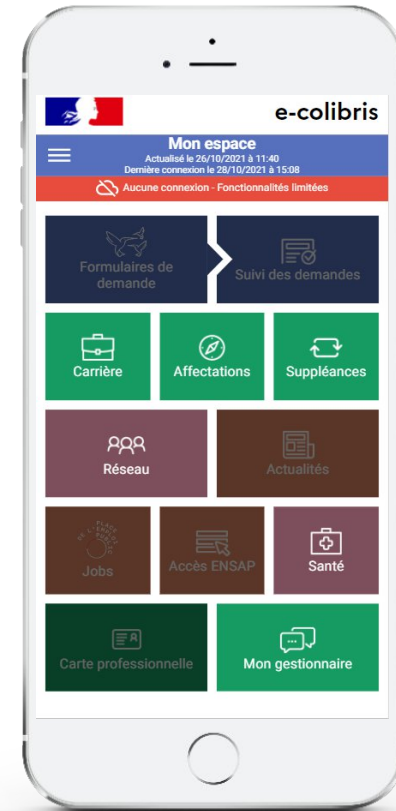 e-colibris
Mon espace
Actualisé le 26/10/2021 à 11:40
Dernière connexion le 28/10/2021 à 15:08
Aucune connexion - Fonctionnalités limitées
Formulaires de
demande
Suivi des demandes
Carrière
Affectations
Suppléances
Réseau
Actualités
Jobs
Accès ENSAP
Santé
Carte professionnelle
Mon gestionnaire